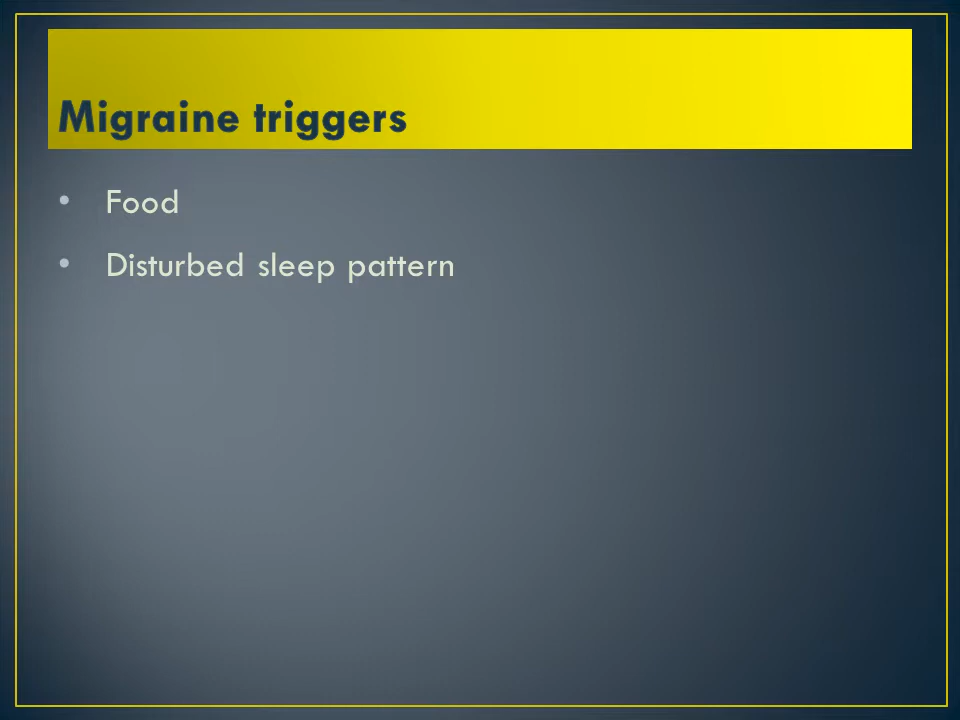 Migraine triggers
• Food
• Disturbed sleep pattern